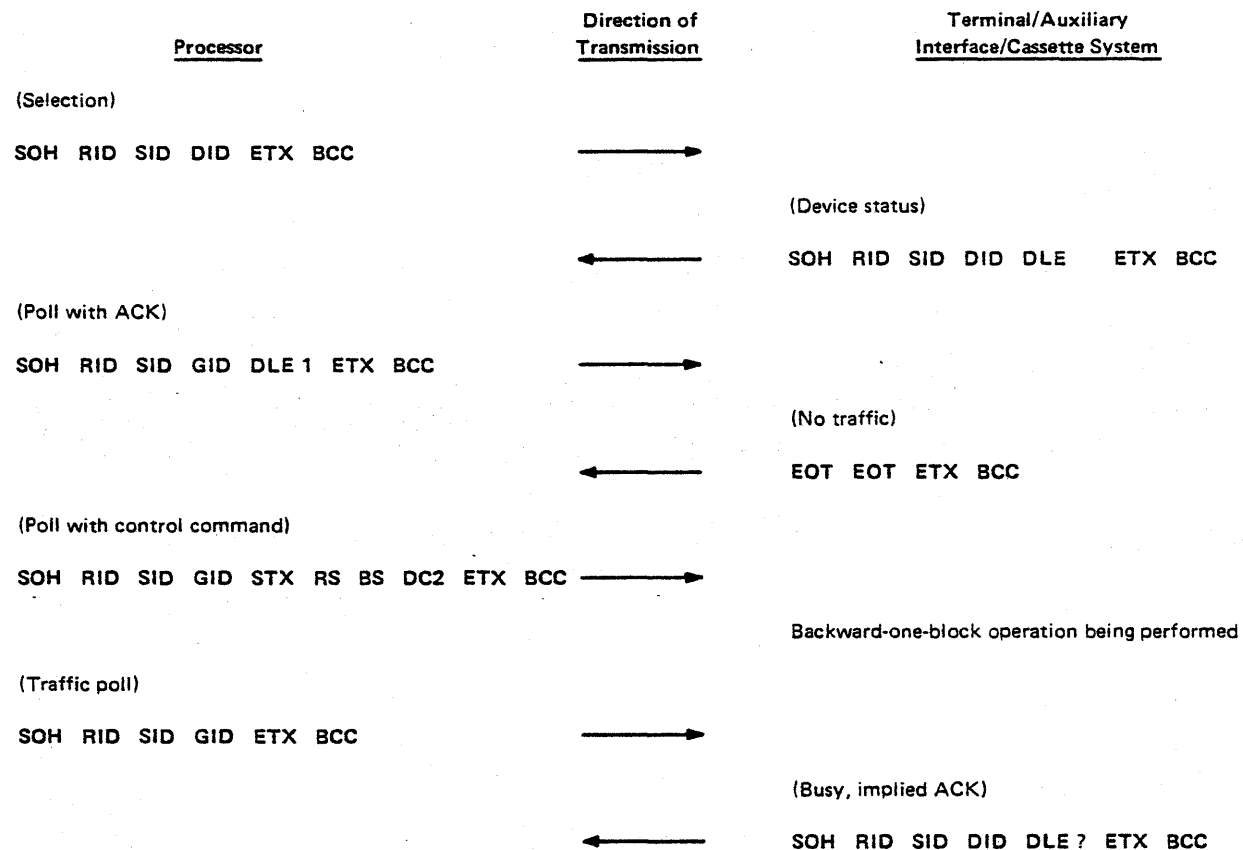 Direction of Terminal/Auxiliary
Processor Transmission Interface/Cassette System
(Selection)
SOH RID SID DID ETX BCC
(Device status)
SOH RID SID DID DLE ETX BCC
(Poll with ACK)
SOH RID SID GID DLE 1 ETX BCC
(No traffic)
EOT EOT ETX BCC
(Poll with control command)
SOH RID SID GID STX RS BS DC2 ETX BCC
Backward-one-block operation being performed
(Traffic poll)
SOH RID SID GID ETX BCC
(Busy, implied ACK)
SOH RID SID DID DLE ? ETX BCC